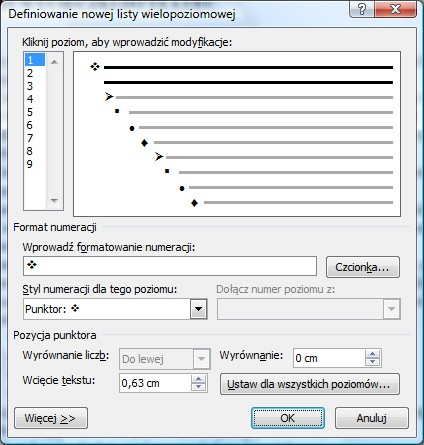 Definiowanie nowej listy wielopoziomowej
Kliknij poziom, aby wprowadzić modyfikacje:
1
2
3
4
5
6
7
8
9
Format numeracji
Wprowadź formatowanie numeracji:
❖
Czcionka...
Styl numeracji dla tego poziomu:
Dołącz numer poziomu z:
Punktor: ❖
Pozycja punktora
Wyrównanie liczb:
Do lewej
Wyrównanie:
0 cm
Wcięcie tekstu:
0,63 cm
Ustaw dla wszystkich poziomów...
Więcej >>
OK
Anuluj